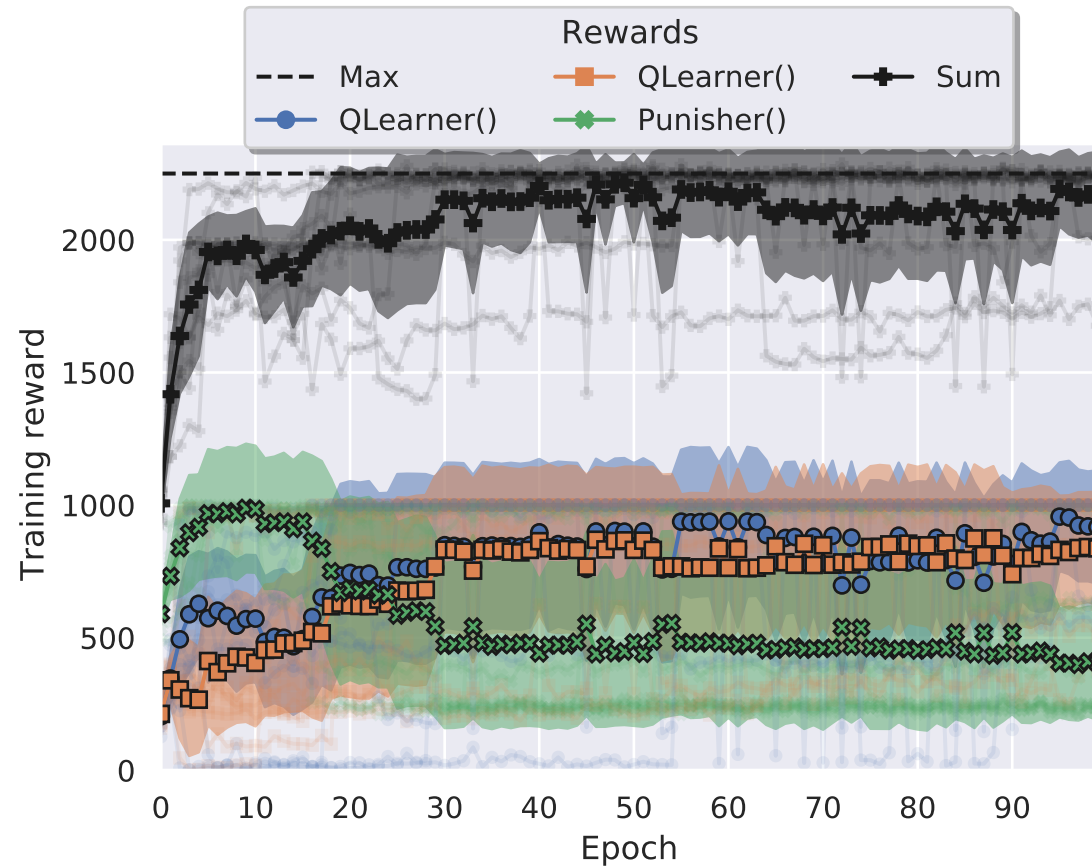 Rewards
Max QLearner() Sum
QLearner() Punisher()
Training reward
2000
1500
1000
500
0
0 10 20 30 40 50 60 70 80 90
Epoch